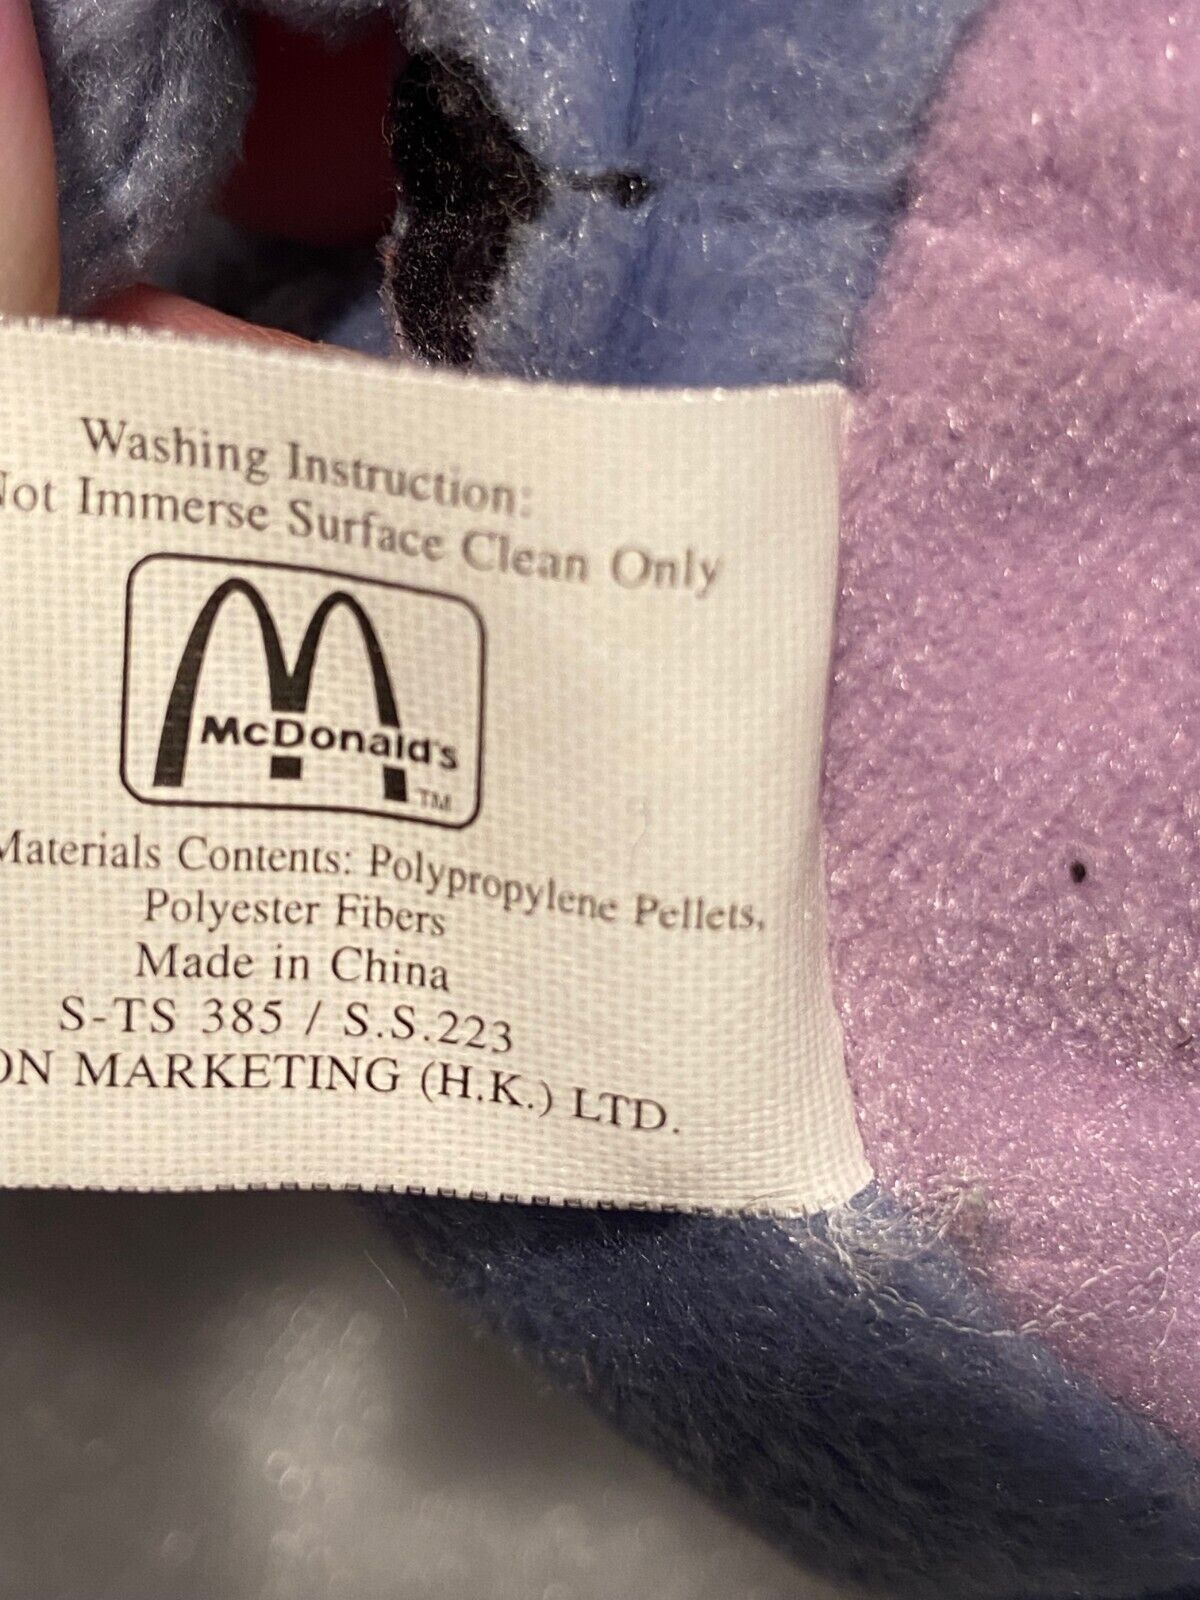 Washing Instruction:
Not Immerse Surface Clean Only
McDonald's
TM
Materials Contents: Polypropylene Pellets,
Polyester Fibers
Made in China
S-TS 385 / S.S.223
ON MARKETING (H.K.) LTD.